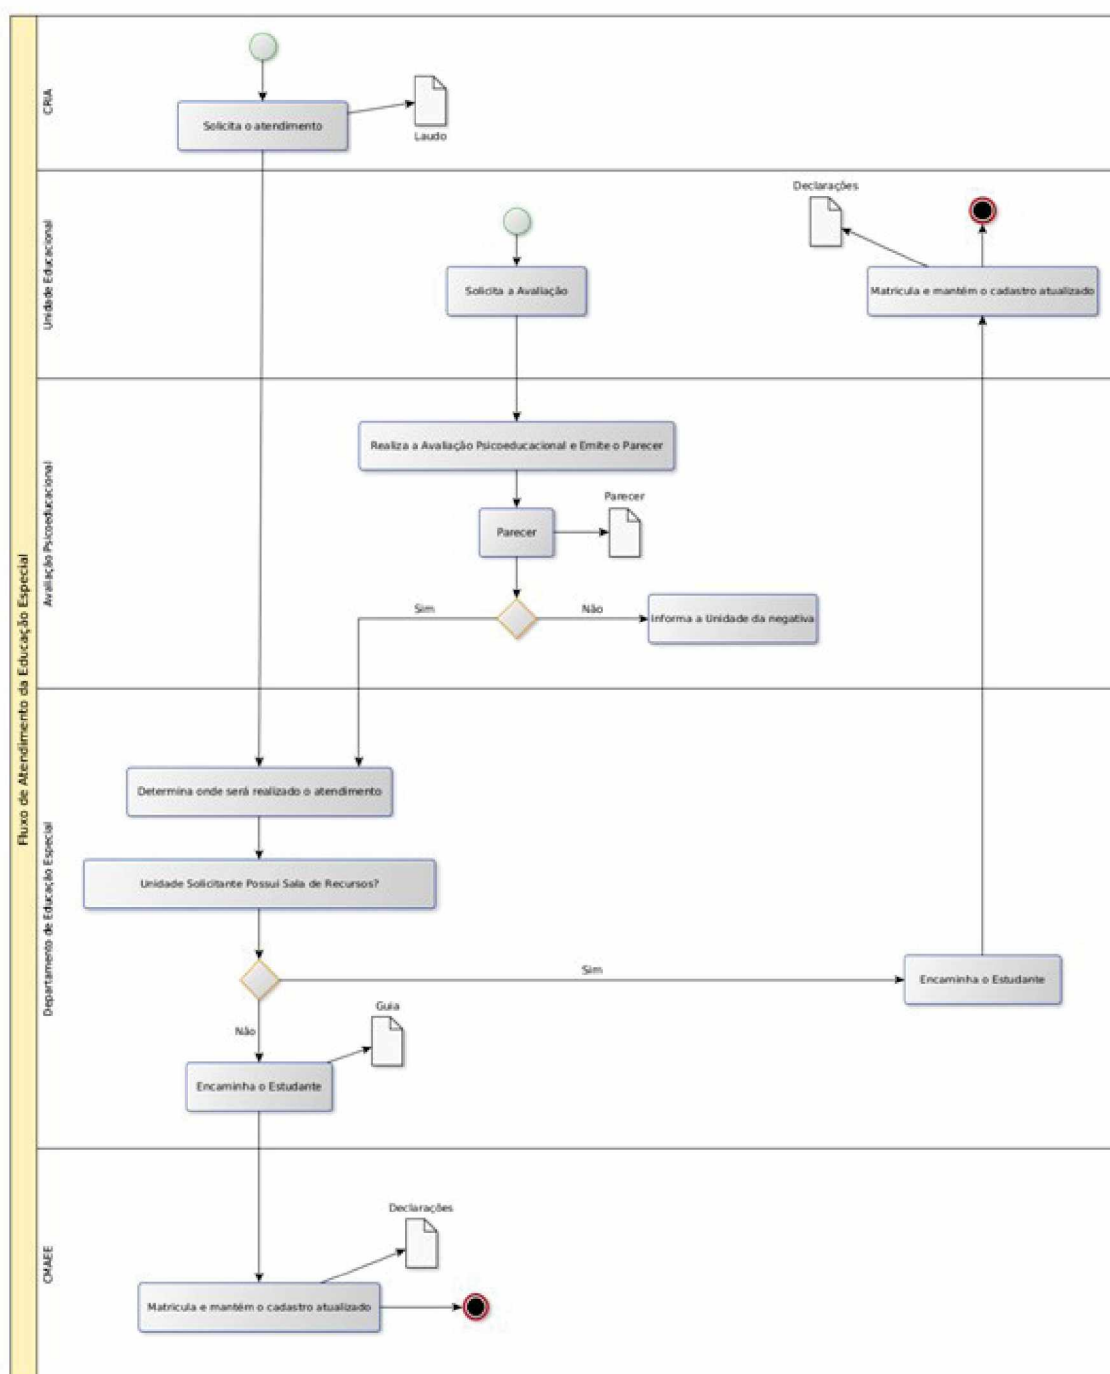 Fluxo de Atendimento da Educação Especial
CRIA
Solicita o atendimento
Laudo
Unidade Educacional
Declarações
Solicita a Avaliação
Matricula e mantém o cadastro atualizado
Avaliação Psicoeducacional
Realiza a Avaliação Psicoeducacional e Emite o Parecer
Parecer
Parecer
Sim
Não
Informa a Unidade da negativa
Departamento de Educação Especial
Determina onde será realizado o atendimento
Unidade Solicitante Possui Sala de Recursos?
Sim
Encaminha o Estudante
Guia
Não
Encaminha o Estudante
CMAEE
Declarações
Matricula e mantém o cadastro atualizado